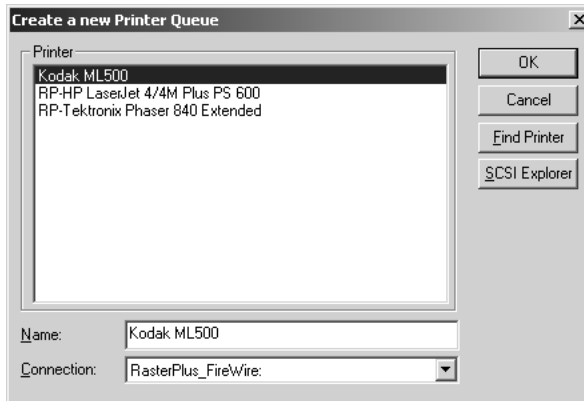 Create a new Printer Queue
Printer
Kodak ML500
RP-HP LaserJet 4/4M Plus PS 600
RP-Tektronix Phaser 840 Extended
OK
Cancel
Find Printer
SCSI Explorer
Name: Kodak ML500
Connection: RasterPlus_FireWire: